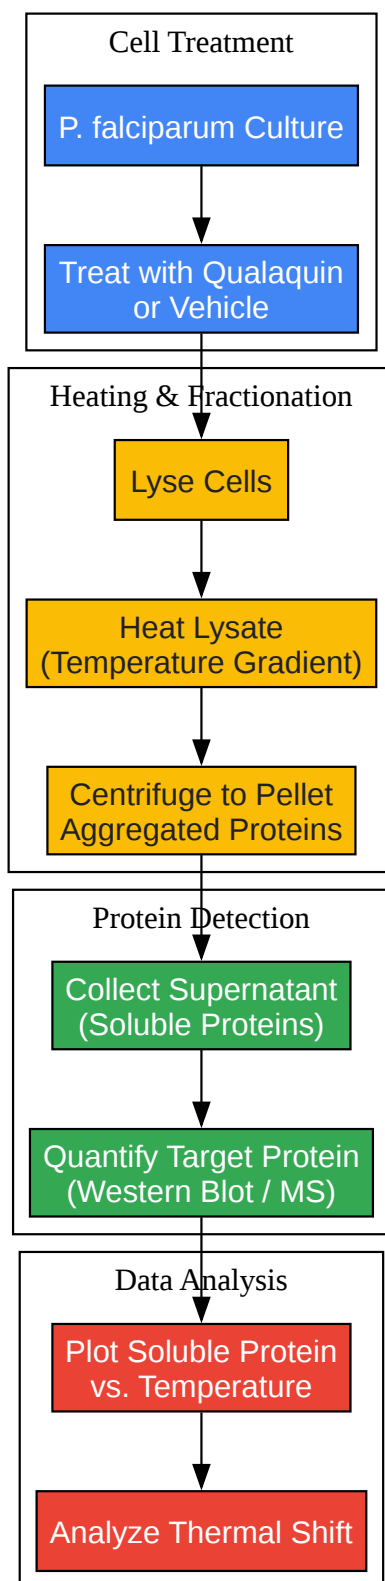 Cell Treatment
P. falciparum Culture
Treat with Qualaquin
or Vehicle
Heating & Fractionation
Lyse Cells
Heat Lysate
(Temperature Gradient)
Centrifuge to Pellet
Aggregated Proteins
Protein Detection
Collect Supernatant
(Soluble Proteins)
Quantify Target Protein
(Western Blot / MS)
Data Analysis
Plot Soluble Protein
vs. Temperature
Analyze Thermal Shift